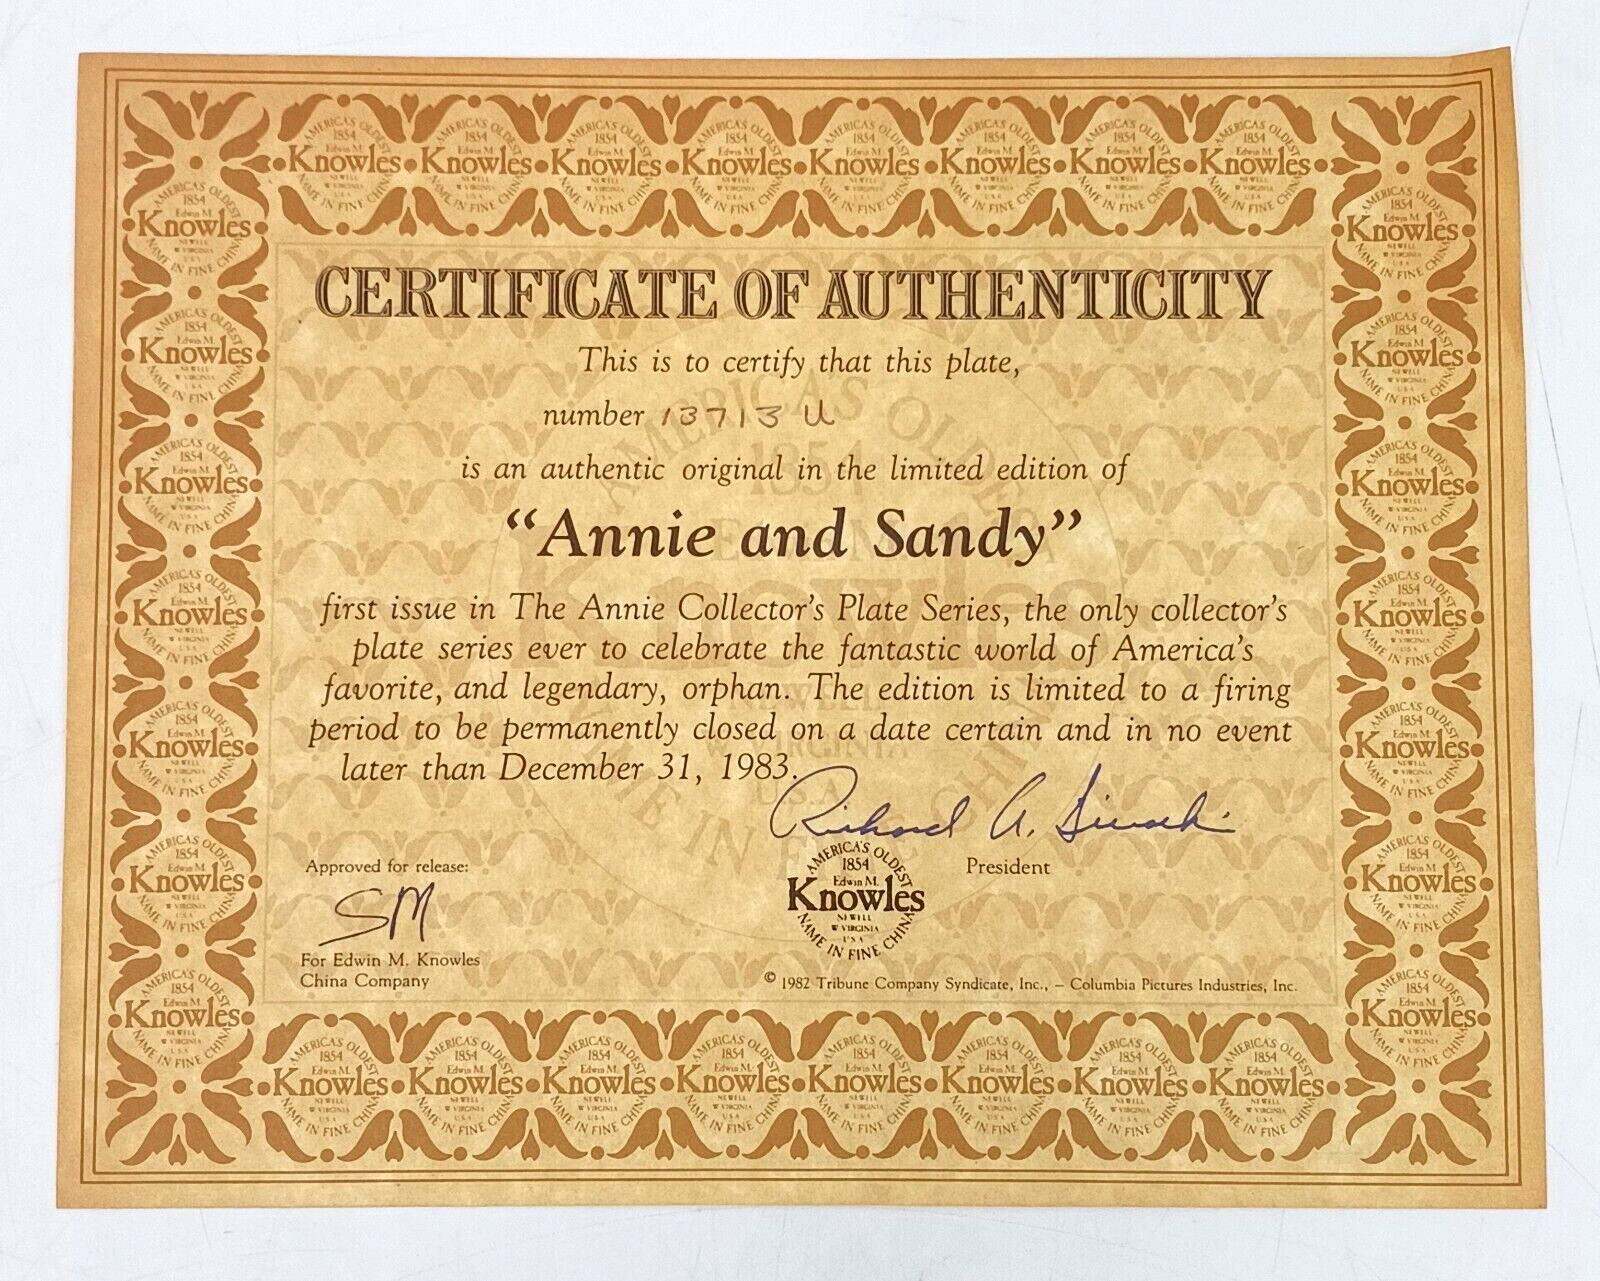 CERTIFICATE OF AUTHENTICITY
This is to certify that this plate,
number 13713 U
is an authentic original in the limited edition of
“Annie and Sandy”
first issue in The Annie Collector's Plate Series, the only collector's
plate series ever to celebrate the fantastic world of America's
favorite, and legendary, orphan. The edition is limited to a firing
period to be permanently closed on a date certain and in no event
later than December 31, 1983.
Richard A.
President
Approved for release:
SM
For Edwin M. Knowles
China Company
AMERICA'S OLDEST
1854
Edwin M.
Knowles
NEWELL
W VIRGINIA
USA
NAME IN FINE CHINA
© 1982 Tribune Company Syndicate, Inc., – Columbia Pictures Industries, Inc.